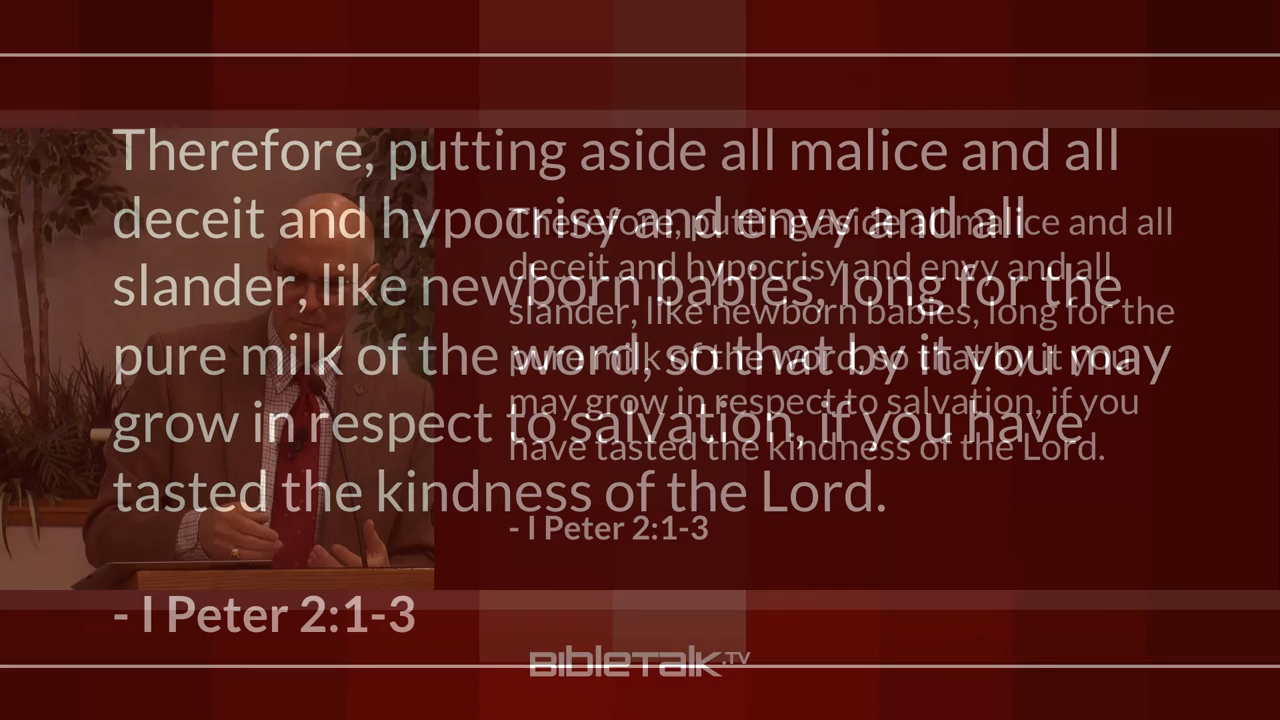 Therefore, putting aside all malice and all
deceit and hypocrisy and envy and all
slander, like newborn babies, long for the
pure milk of the word, so that by it you may
grow in respect to salvation, if you have
tasted the kindness of the Lord.
- I Peter 2:1-3
Therefore, putting aside all malice and all
deceit and hypocrisy and envy and all
slander, like newborn babies, long for the
pure milk of the word, so that by it you
may grow in respect to salvation, if you
have tasted the kindness of the Lord.
- I Peter 2:1-3
BIBLETALK.TV